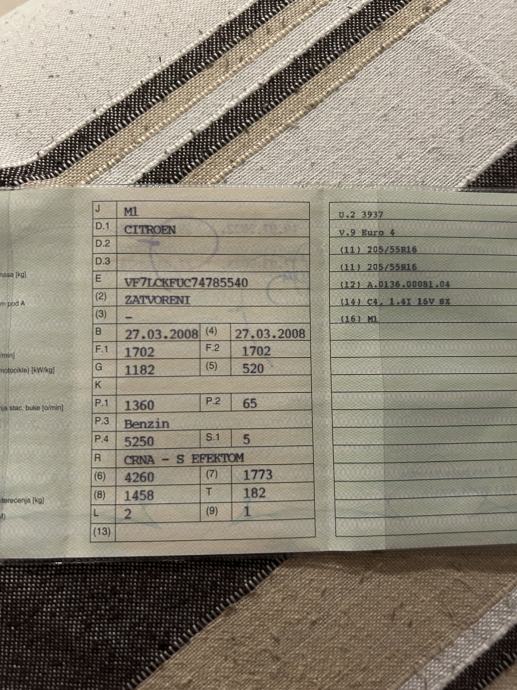 J M1
D.1 CITROEN
D.2
D.3
masa [kg] E VF7LCKFUC74785540
m pod A (2) ZATVORENI
(3) –
B 27.03.2008 (4) 27.03.2008
/min] F.1 1702 F.2 1702
motocikle) [kW/kg] G 1182 (5) 520
K
P.1 1360 P.2 65
nja stac. buke [o/min] P.3 Benzin
P.4 5250 S.1 5
R CRNA - S EFEKTOM
(6) 4260 (7) 1773
terećenja [kg] (8) 1458 T 182
M) L 2 (9) 1
(13)
U.2 3937
V.9 Euro 4
(11) 205/55R16
(11) 205/55R16
(12) A.0136.00081.04
(14) C4, 1.4I 16V SX
(16) M1